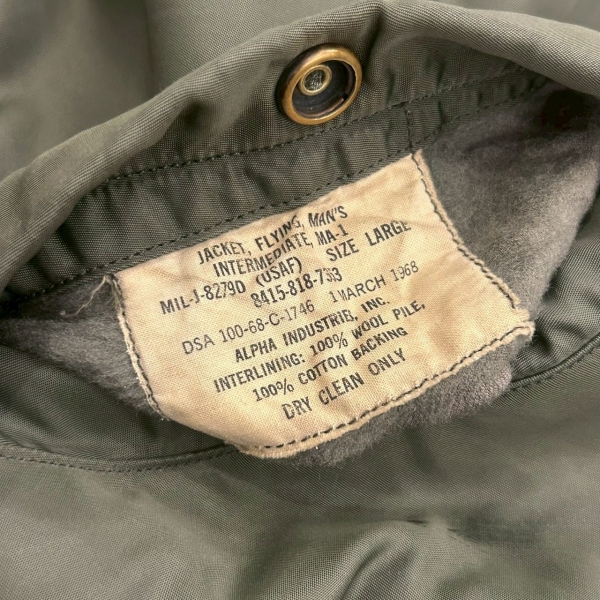 JACKET, FLYING, MAN'S
INTERMEDIATE, MA-1
MIL-J-8279D (USAF) SIZE LARGE
8415-818-7333
DSA 100-68-C-1746 1 MARCH 1968
ALPHA INDUSTRIE, INC.
INTERLINING: 100% WOOL PILE,
100% COTTON BACKING
DRY CLEAN ONLY